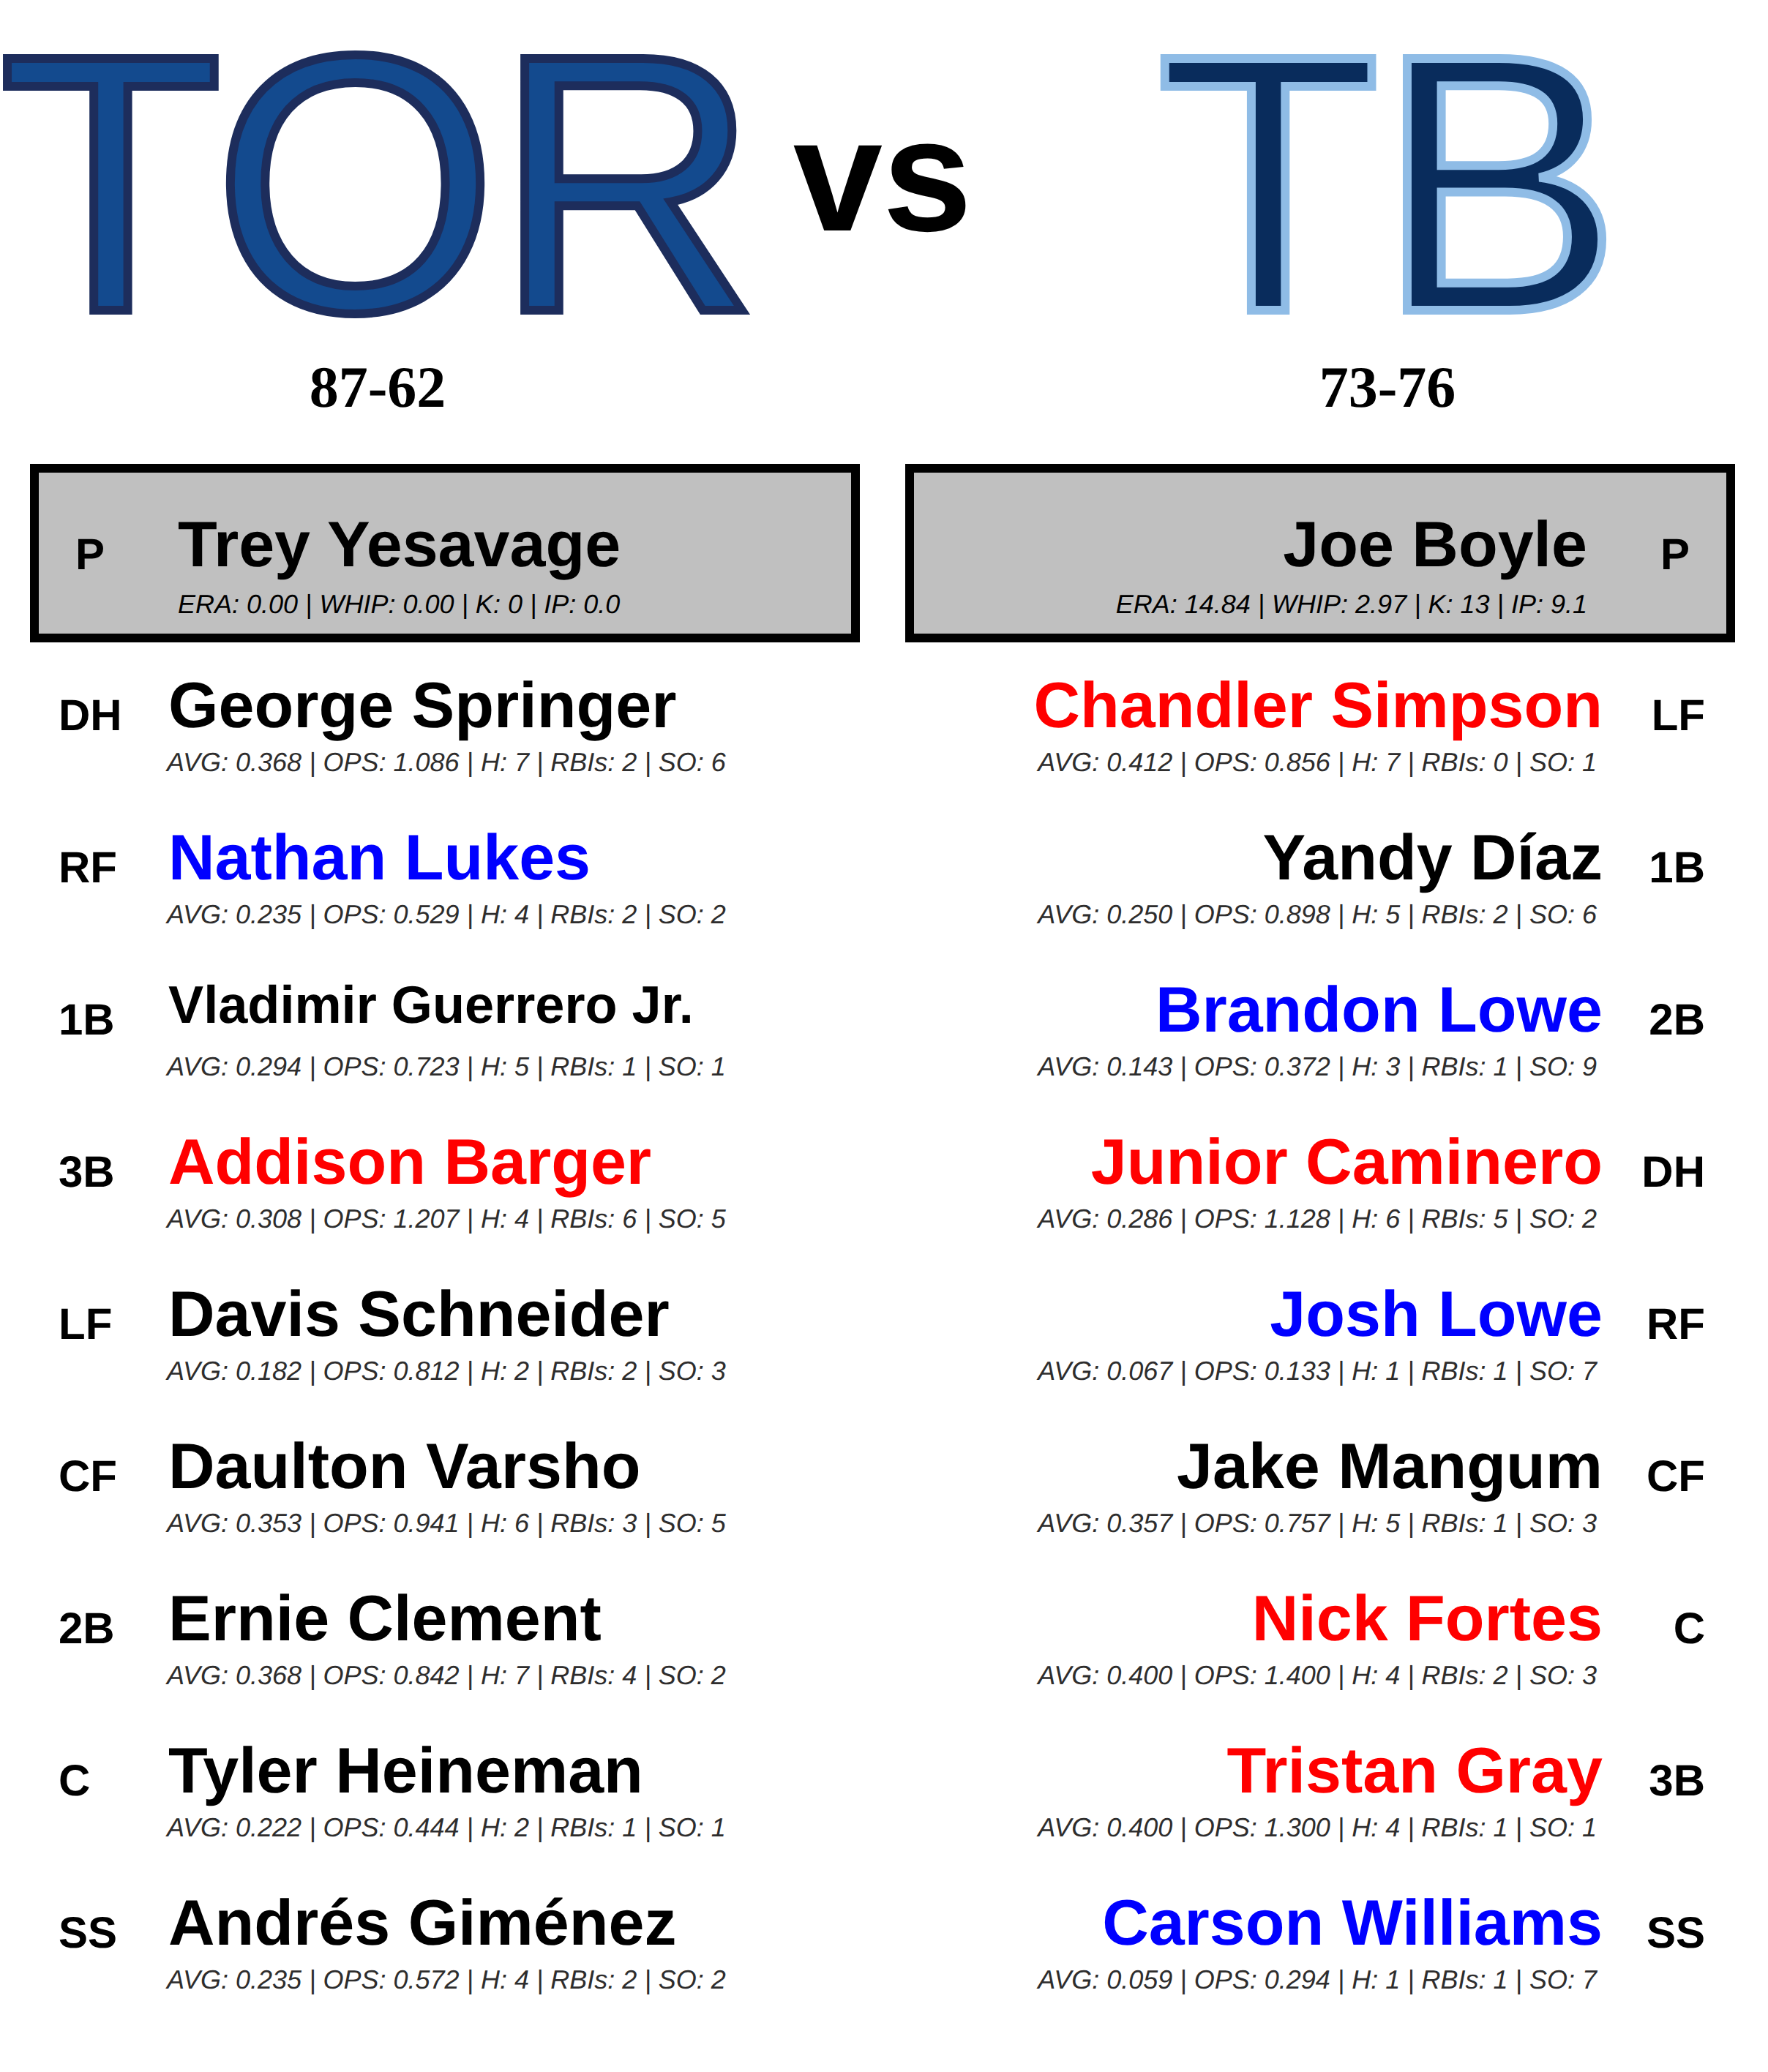 TOR vs TB
87-62 73-76
P Trey Yesavage
ERA: 0.00 | WHIP: 0.00 | K: 0 | IP: 0.0
Joe Boyle P
ERA: 14.84 | WHIP: 2.97 | K: 13 | IP: 9.1
DH George Springer
AVG: 0.368 | OPS: 1.086 | H: 7 | RBIs: 2 | SO: 6
RF Nathan Lukes
AVG: 0.235 | OPS: 0.529 | H: 4 | RBIs: 2 | SO: 2
1B Vladimir Guerrero Jr.
AVG: 0.294 | OPS: 0.723 | H: 5 | RBIs: 1 | SO: 1
3B Addison Barger
AVG: 0.308 | OPS: 1.207 | H: 4 | RBIs: 6 | SO: 5
LF Davis Schneider
AVG: 0.182 | OPS: 0.812 | H: 2 | RBIs: 2 | SO: 3
CF Daulton Varsho
AVG: 0.353 | OPS: 0.941 | H: 6 | RBIs: 3 | SO: 5
2B Ernie Clement
AVG: 0.368 | OPS: 0.842 | H: 7 | RBIs: 4 | SO: 2
C Tyler Heineman
AVG: 0.222 | OPS: 0.444 | H: 2 | RBIs: 1 | SO: 1
SS Andrés Giménez
AVG: 0.235 | OPS: 0.572 | H: 4 | RBIs: 2 | SO: 2
Chandler Simpson LF
AVG: 0.412 | OPS: 0.856 | H: 7 | RBIs: 0 | SO: 1
Yandy Díaz 1B
AVG: 0.250 | OPS: 0.898 | H: 5 | RBIs: 2 | SO: 6
Brandon Lowe 2B
AVG: 0.143 | OPS: 0.372 | H: 3 | RBIs: 1 | SO: 9
Junior Caminero DH
AVG: 0.286 | OPS: 1.128 | H: 6 | RBIs: 5 | SO: 2
Josh Lowe RF
AVG: 0.067 | OPS: 0.133 | H: 1 | RBIs: 1 | SO: 7
Jake Mangum CF
AVG: 0.357 | OPS: 0.757 | H: 5 | RBIs: 1 | SO: 3
Nick Fortes C
AVG: 0.400 | OPS: 1.400 | H: 4 | RBIs: 2 | SO: 3
Tristan Gray 3B
AVG: 0.400 | OPS: 1.300 | H: 4 | RBIs: 1 | SO: 1
Carson Williams SS
AVG: 0.059 | OPS: 0.294 | H: 1 | RBIs: 1 | SO: 7